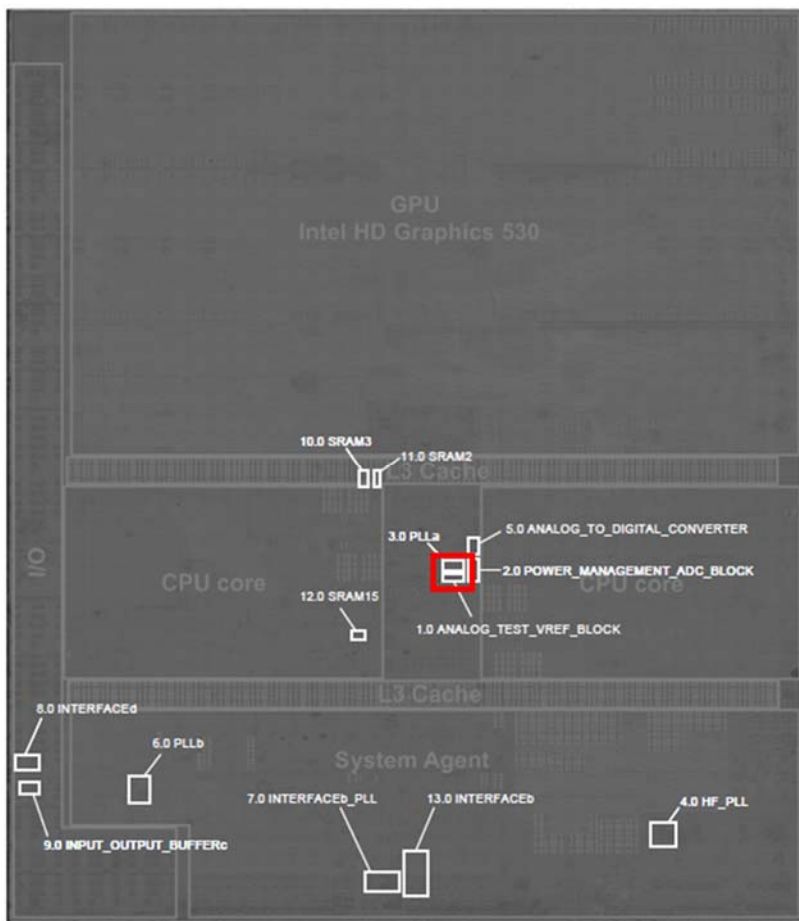 GPU
Intel HD Graphics 530
10.0 SRAM3
11.0 SRAM2
L3 Cache
3.0 PLLa
5.0 ANALOG_TO_DIGITAL_CONVERTER
I/O
CPU core
2.0 POWER_MANAGEMENT_ADC_BLOCK
CPU core
12.0 SRAM15
1.0 ANALOG_TEST_VREF_BLOCK
L3 Cache
8.0 INTERFACEd
6.0 PLLb
System Agent
7.0 INTERFACEb_PLL
13.0 INTERFACEb
4.0 HF_PLL
9.0 INPUT_OUTPUT_BUFFERc